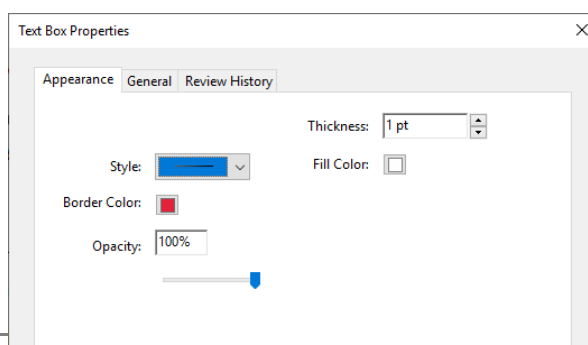 Text Box Properties
Appearance General Review History
Thickness: 1 pt
Style:
Fill Color:
Border Color:
Opacity: 100%